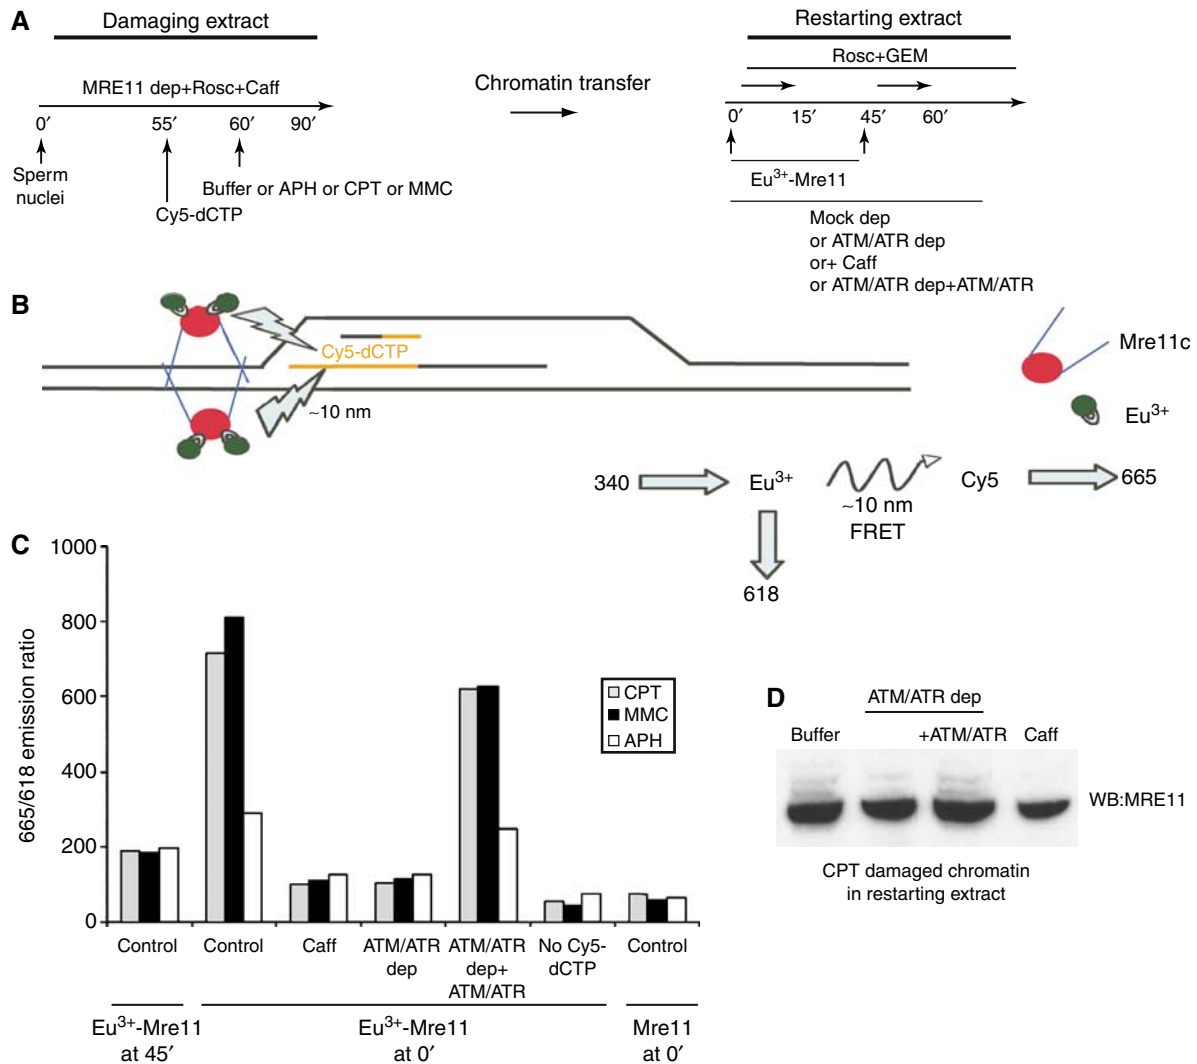 A
Damaging extract
MRE11 dep+Rosc+Caff
0′ 55′ 60′ 90′
Sperm
nuclei
Buffer or APH or CPT or MMC
Cy5-dCTP
Chromatin transfer
Restarting extract
Rosc+GEM
0′ 15′ 45′ 60′
Eu³⁺-Mre11
Mock dep
or ATM/ATR dep
or+ Caff
or ATM/ATR dep+ATM/ATR
B
Cy5-dCTP
~10 nm
Mre11c
Eu³⁺
340 Eu³⁺ Cy5 665
~10 nm
FRET
618
C
665/618 emission ratio
1000
800
600
400
200
0
CPT
MMC
APH
Control
Control
Caff
ATM/ATR
dep
ATM/ATR
dep+
ATM/ATR
No Cy5-
dCTP
Control
Eu³⁺-Mre11
at 45′
Eu³⁺-Mre11
at 0′
Mre11
at 0′
D
ATM/ATR dep
Buffer +ATM/ATR Caff
WB:MRE11
CPT damaged chromatin
in restarting extract